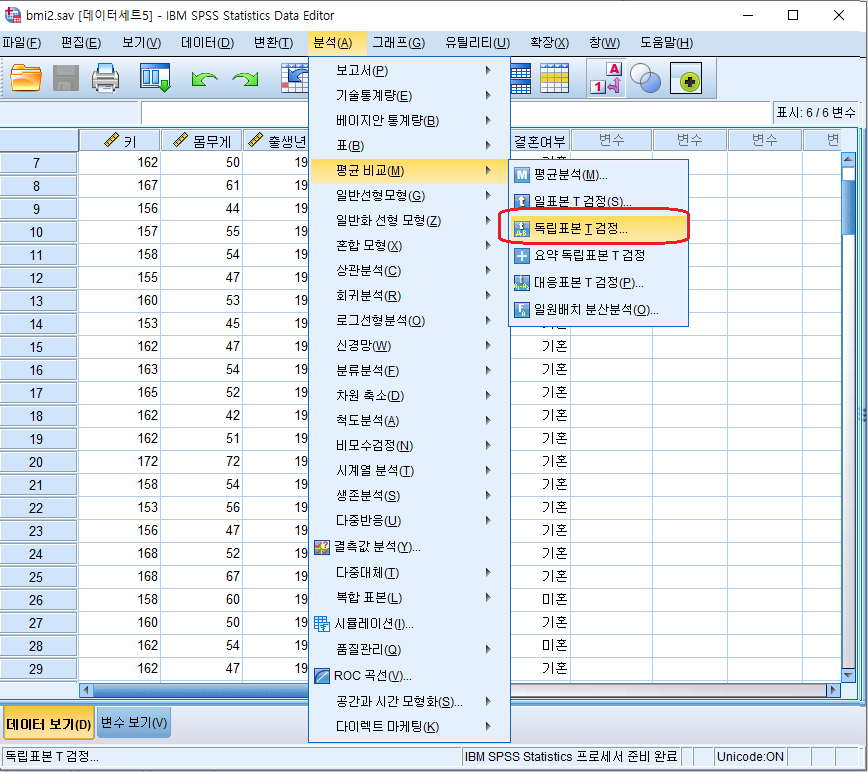 bmi2.sav [데이터세트5] - IBM SPSS Statistics Data Editor
파일(F) 편집(E) 보기(V) 데이터(D) 변환(T) 분석(A) 그래프(G) 유틸리티(U) 확장(X) 창(W) 도움말(H)
표시: 6 / 6 변수
키 몸무게 출생년 결혼여부 변수 변수 변수 변
7 162 50 19
8 167 61 19
9 156 44 19
10 157 55 19
11 158 54 19
12 155 47 19
13 160 53 19
14 153 45 19
15 162 47 19 기혼
16 163 54 19 기혼
17 165 52 19 기혼
18 162 42 19 기혼
19 162 51 19 기혼
20 172 72 19 기혼
21 158 54 19 기혼
22 153 56 19 기혼
23 156 47 19 기혼
24 168 52 19 기혼
25 168 67 19 기혼
26 158 60 19 미혼
27 160 50 19 기혼
28 162 54 19 미혼
29 162 47 19 기혼
보고서(P)
기술통계량(E)
베이지안 통계량(B)
표(B)
평균 비교(M)
일반선형모형(G)
일반화 선형 모형(Z)
혼합 모형(X)
상관분석(C)
회귀분석(R)
로그선형분석(O)
신경망(W)
분류분석(F)
차원 축소(D)
척도분석(A)
비모수검정(N)
시계열 분석(T)
생존분석(S)
다중반응(U)
결측값 분석(Y)...
다중대체(T)
복합 표본(L)
시뮬레이션(I)...
품질관리(Q)
ROC 곡선(V)...
공간과 시간 모형화(S)...
다이렉트 마케팅(K)
평균분석(M)...
일표본 T 검정(S)...
독립표본 T 검정...
요약 독립표본 T 검정
대응표본 T 검정(P)...
일원배치 분산분석(O)...
데이터 보기(D) 변수 보기(V)
독립표본 T 검정... IBM SPSS Statistics 프로세서 준비 완료 Unicode:ON